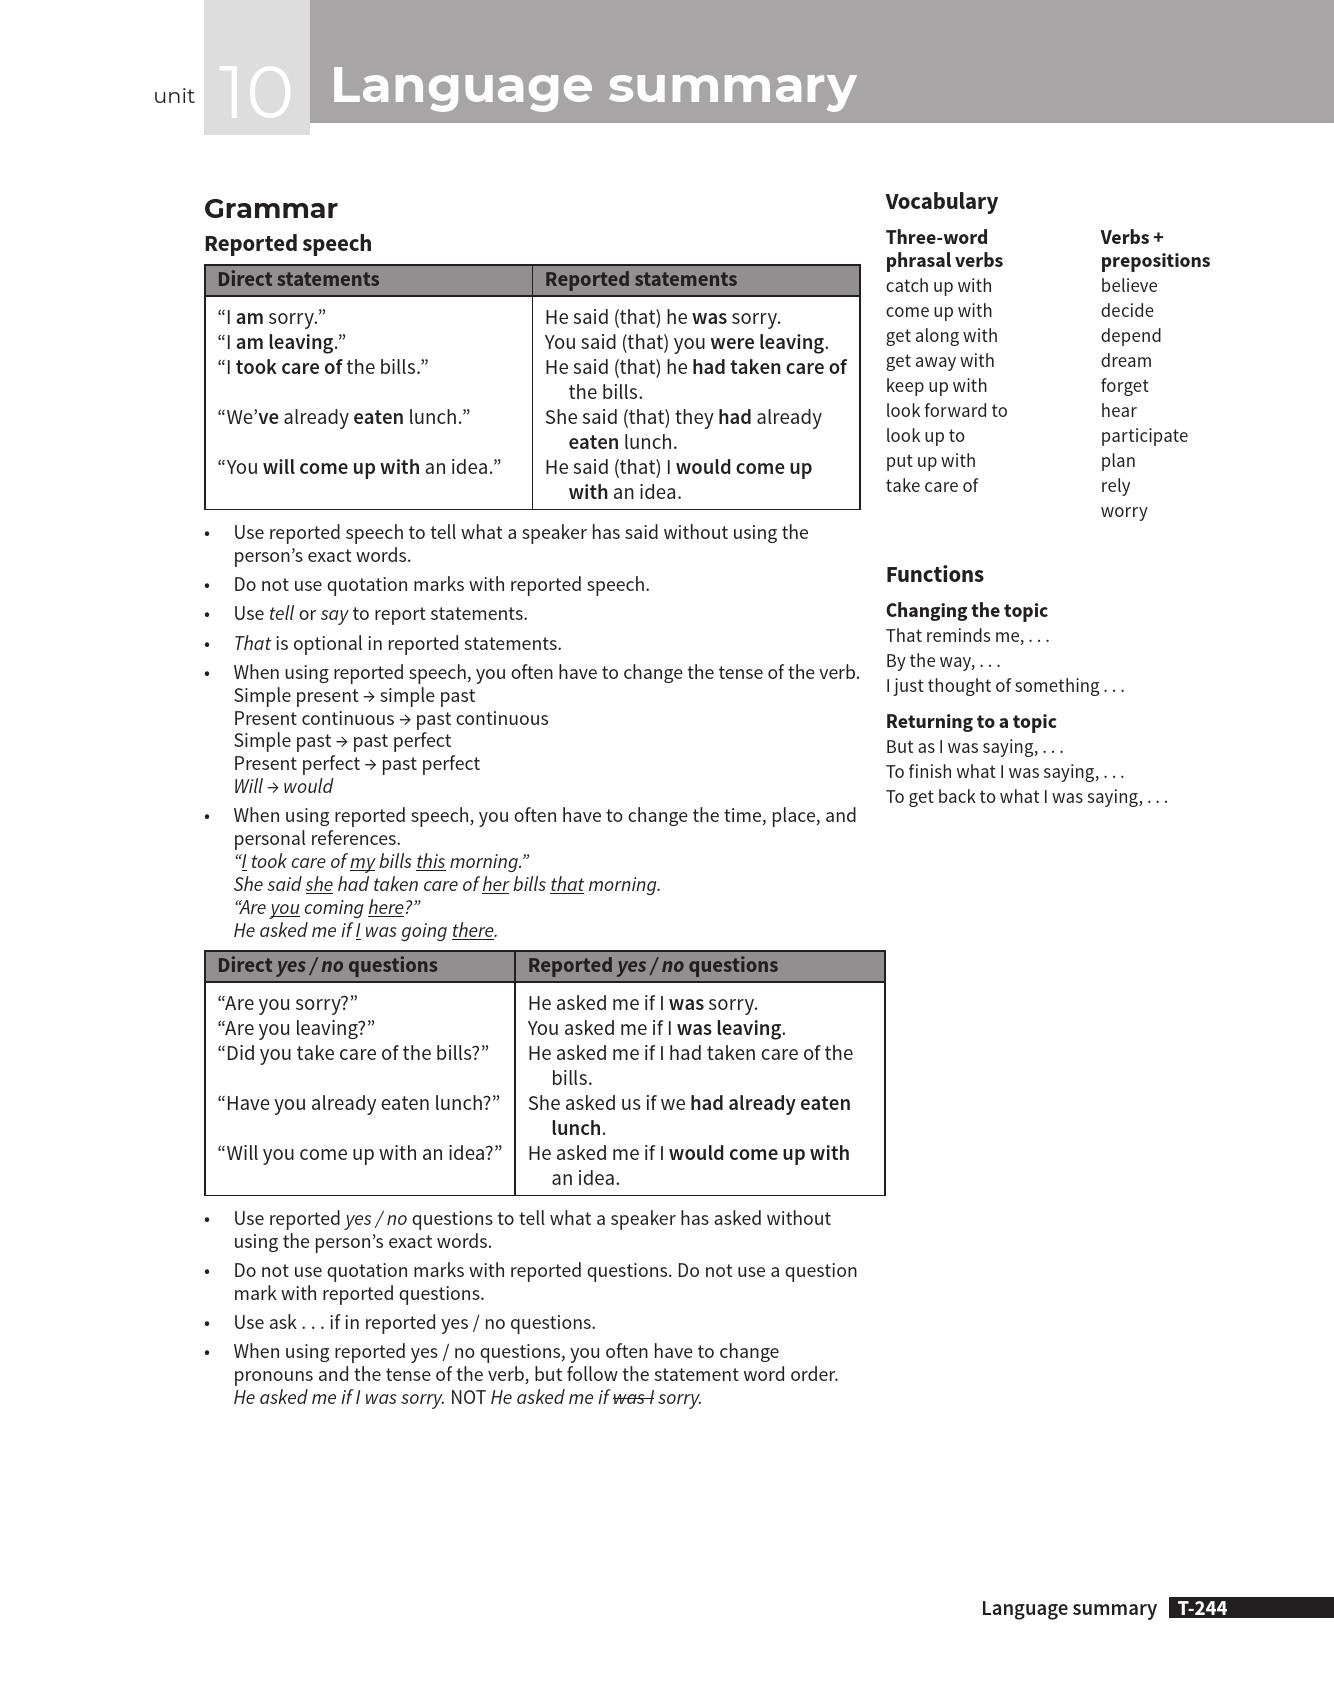 unit 10 Language summary
Grammar
Reported speech
Direct statements Reported statements
“I am sorry.” He said (that) he was sorry.
“I am leaving.” You said (that) you were leaving.
“I took care of the bills.” He said (that) he had taken care of
the bills.
“We’ve already eaten lunch.” She said (that) they had already
eaten lunch.
“You will come up with an idea.” He said (that) I would come up
with an idea.
• Use reported speech to tell what a speaker has said without using the
person’s exact words.
• Do not use quotation marks with reported speech.
• Use tell or say to report statements.
• That is optional in reported statements.
• When using reported speech, you often have to change the tense of the verb.
Simple present → simple past
Present continuous → past continuous
Simple past → past perfect
Present perfect → past perfect
Will → would
• When using reported speech, you often have to change the time, place, and
personal references.
“I took care of my bills this morning.”
She said she had taken care of her bills that morning.
“Are you coming here?”
He asked me if I was going there.
Direct yes / no questions Reported yes / no questions
“Are you sorry?” He asked me if I was sorry.
“Are you leaving?” You asked me if I was leaving.
“Did you take care of the bills?” He asked me if I had taken care of the
bills.
“Have you already eaten lunch?” She asked us if we had already eaten
lunch.
“Will you come up with an idea?” He asked me if I would come up with
an idea.
• Use reported yes / no questions to tell what a speaker has asked without
using the person’s exact words.
• Do not use quotation marks with reported questions. Do not use a question
mark with reported questions.
• Use ask . . . if in reported yes / no questions.
• When using reported yes / no questions, you often have to change
pronouns and the tense of the verb, but follow the statement word order.
He asked me if I was sorry. NOT He asked me if was I sorry.
Vocabulary
Three-word
phrasal verbs
catch up with
come up with
get along with
get away with
keep up with
look forward to
look up to
put up with
take care of
Verbs +
prepositions
believe
decide
depend
dream
forget
hear
participate
plan
rely
worry
Functions
Changing the topic
That reminds me, . . .
By the way, . . .
I just thought of something . . .
Returning to a topic
But as I was saying, . . .
To finish what I was saying, . . .
To get back to what I was saying, . . .
Language summary T-244